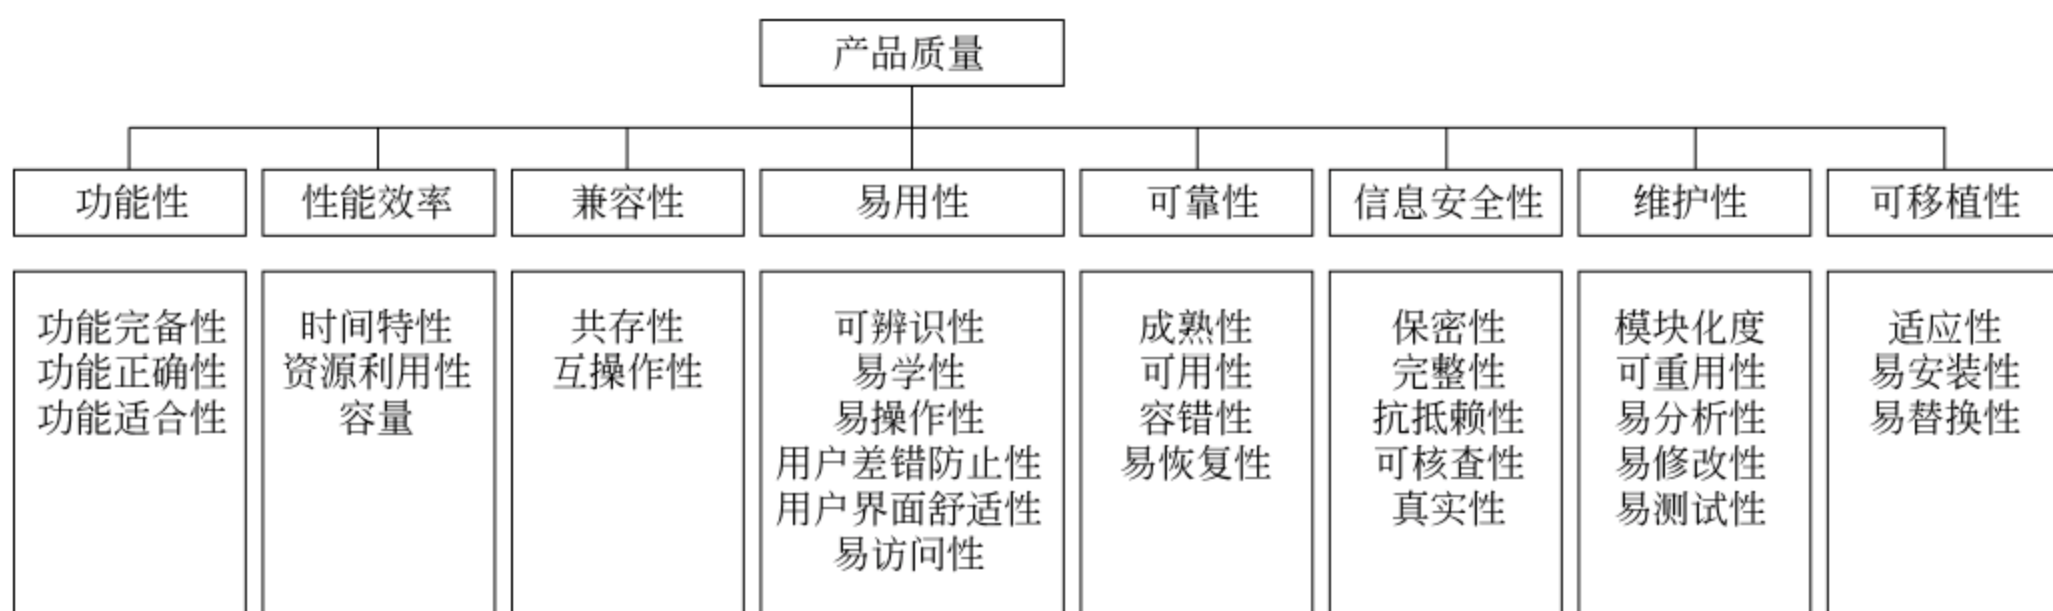 产品质量
功能性
性能效率
兼容性
易用性
可靠性
信息安全性
维护性
可移植性
功能完备性
功能正确性
功能适合性
时间特性
资源利用性
容量
共存性
互操作性
可辨识性
易学性
易操作性
用户差错防止性
用户界面舒适性
易访问性
成熟性
可用性
容错性
易恢复性
保密性
完整性
抗抵赖性
可核查性
真实性
模块化度
可重用性
易分析性
易修改性
易测试性
适应性
易安装性
易替换性